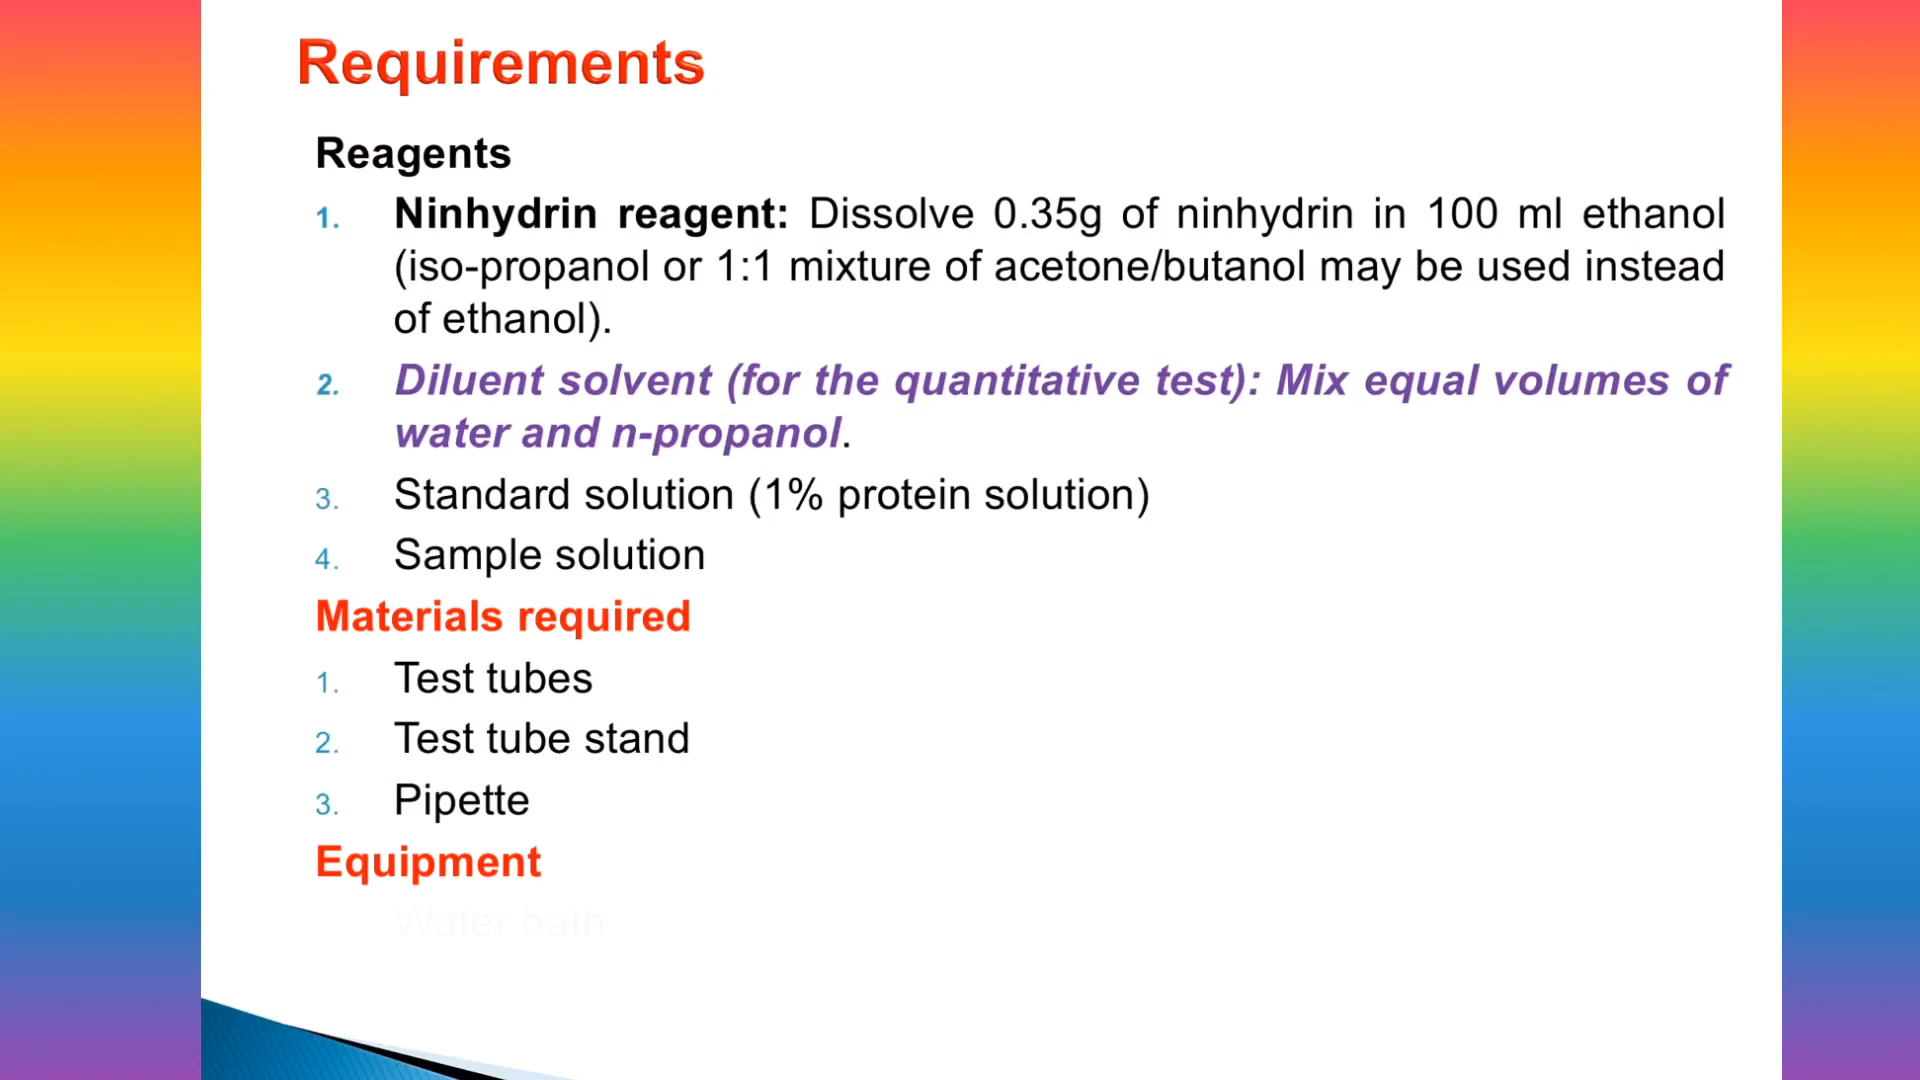 Requirements
Reagents
1. Ninhydrin reagent: Dissolve 0.35g of ninhydrin in 100 ml ethanol
(iso-propanol or 1:1 mixture of acetone/butanol may be used instead
of ethanol).
2. Diluent solvent (for the quantitative test): Mix equal volumes of
water and n-propanol.
3. Standard solution (1% protein solution)
4. Sample solution
Materials required
1. Test tubes
2. Test tube stand
3. Pipette
Equipment
Water bath